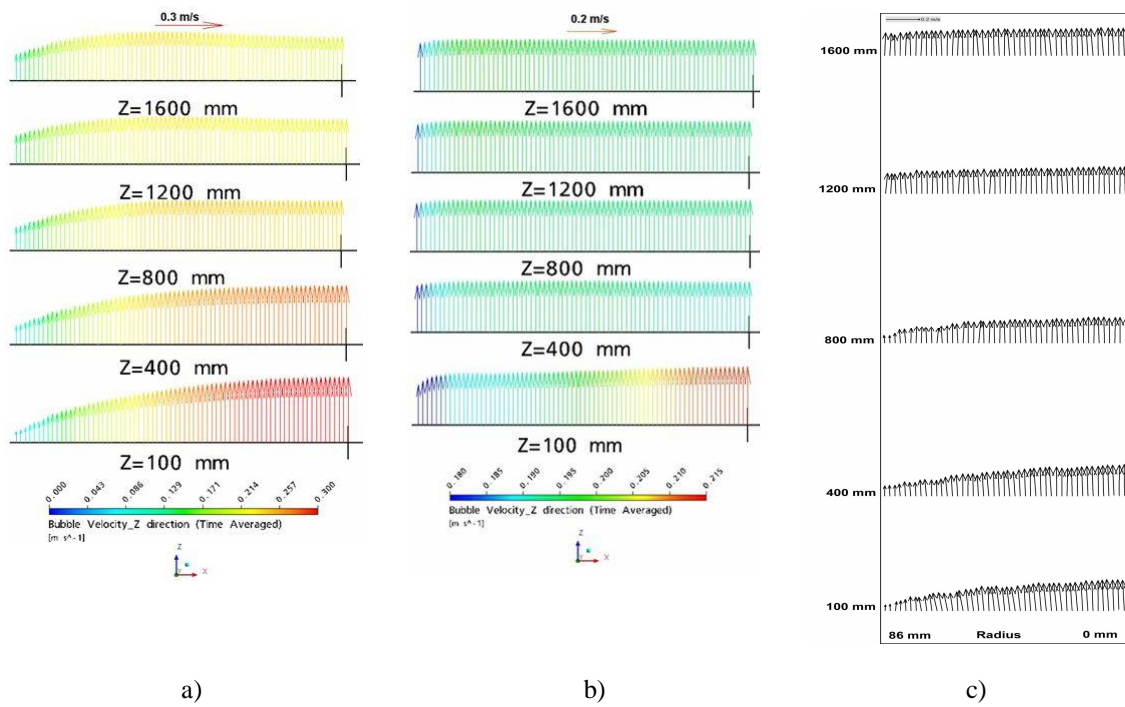 0.3 m/s
Z=1600 mm
Z=1200 mm
Z=800 mm
Z=400 mm
Z=100 mm
0.000 0.043 0.086 0.129 0.171 0.214 0.257 0.300
Bubble Velocity_Z direction (Time Averaged)
[m s^-1]
Z
Y
X
a)
0.2 m/s
Z=1600 mm
Z=1200 mm
Z=800 mm
Z=400 mm
Z=100 mm
0.180 0.185 0.190 0.195 0.200 0.205 0.210 0.215
Bubble Velocity_Z direction (Time Averaged)
[m s^-1]
Z
Y
X
b)
0.2 m/s
1600 mm
1200 mm
800 mm
400 mm
100 mm
86 mm Radius 0 mm
c)